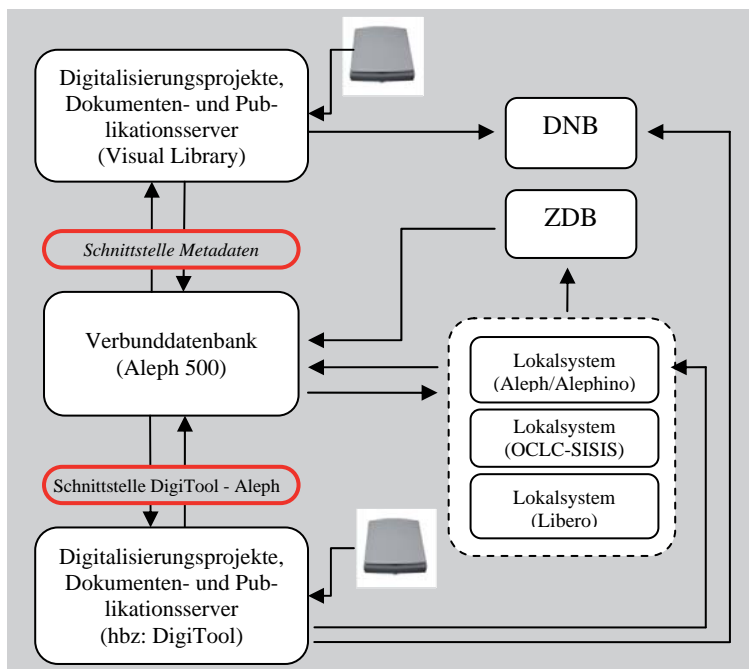 Digitalisierungsprojekte,
Dokumenten- und Pub-
likationsserver
(Visual Library)
DNB
ZDB
Schnittstelle Metadaten
Verbunddatenbank
(Aleph 500)
Lokalsystem
(Aleph/Alephino)
Lokalsystem
(OCLC-SISIS)
Lokalsystem
(Libero)
Schnittstelle DigiTool - Aleph
Digitalisierungsprojekte,
Dokumenten- und Pub-
likationsserver
(hbz: DigiTool)